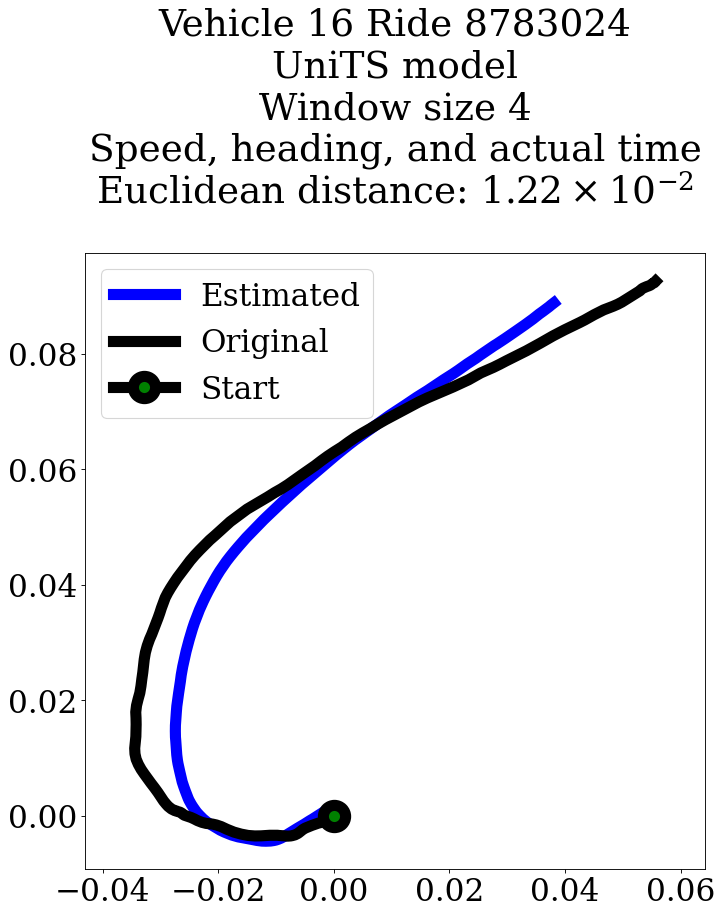 Vehicle 16 Ride 8783024
UniTS model
Window size 4
Speed, heading, and actual time
Euclidean distance: 1.22 × 10⁻²
Estimated
Original
Start
0.08
0.06
0.04
0.02
0.00
−0.04 −0.02 0.00 0.02 0.04 0.06